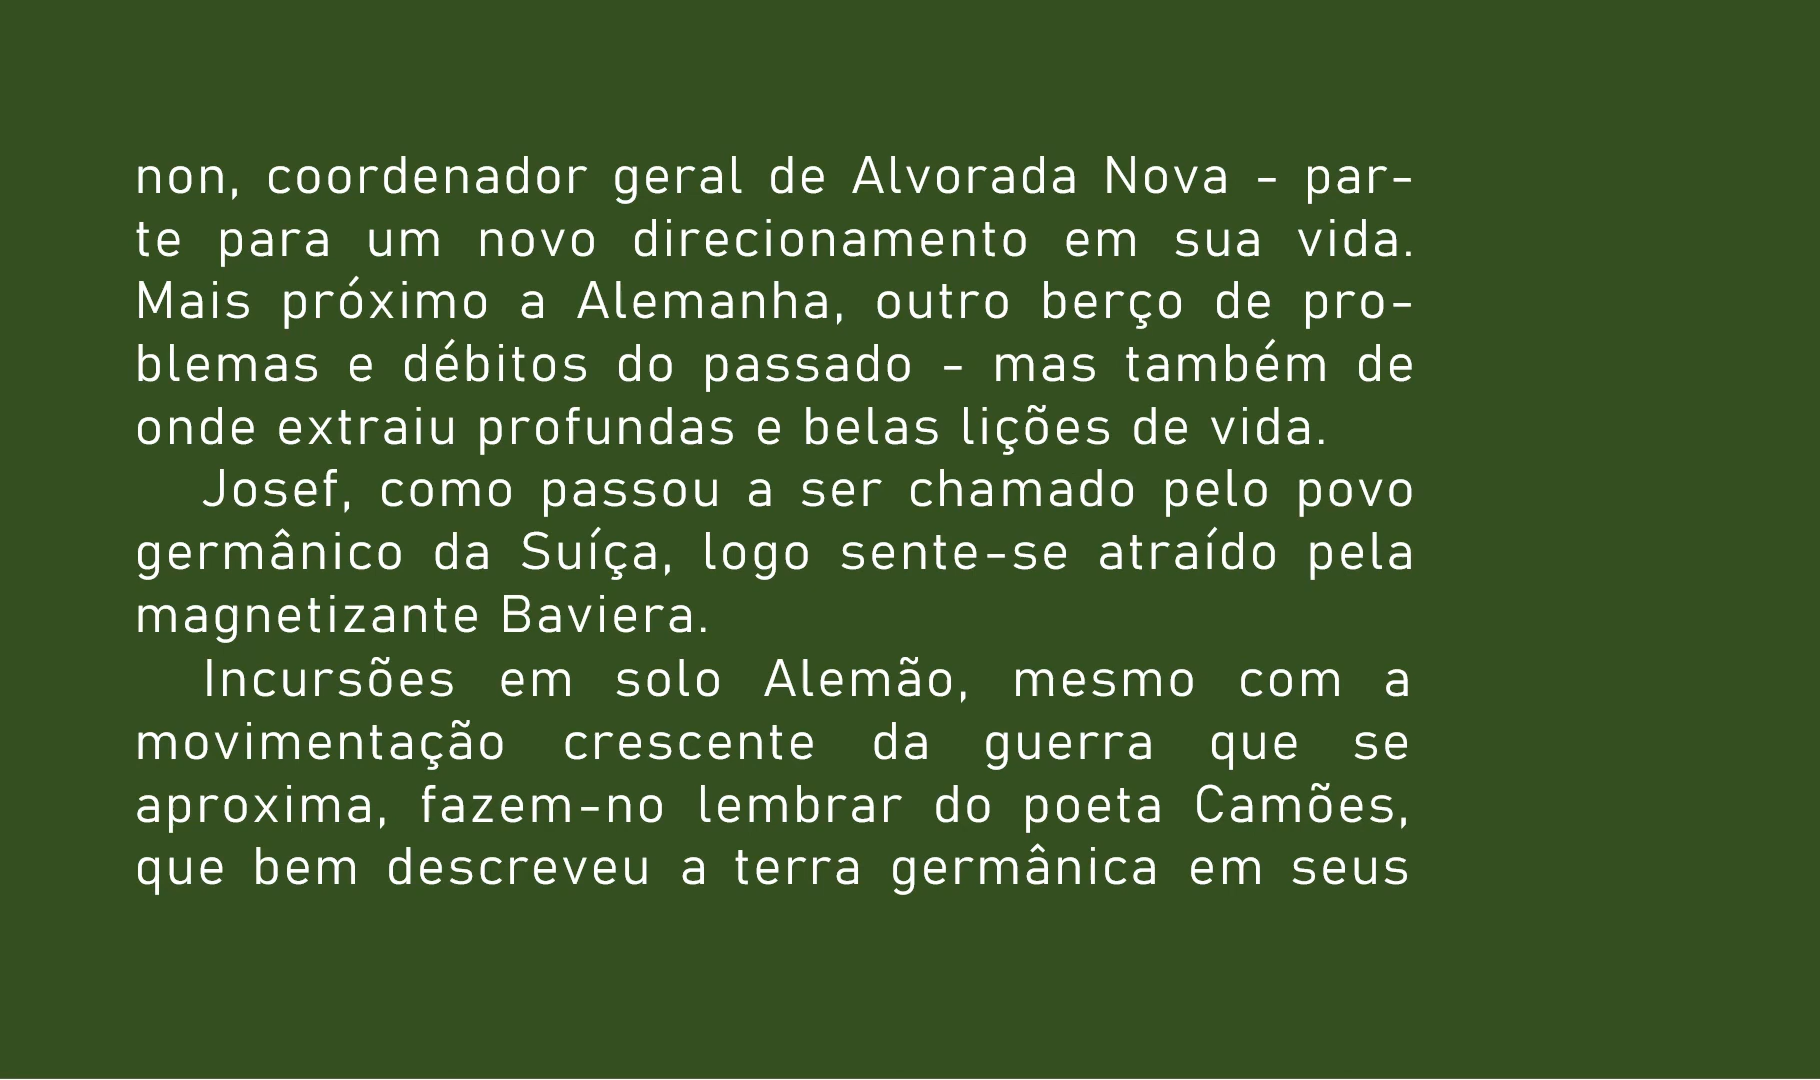 non, coordenador geral de Alvorada Nova - par-
te para um novo direcionamento em sua vida.
Mais próximo a Alemanha, outro berço de pro-
blemas e débitos do passado - mas também de
onde extraiu profundas e belas lições de vida.
Josef, como passou a ser chamado pelo povo
germânico da Suíça, logo sente-se atraído pela
magnetizante Baviera.
Incursões em solo Alemão, mesmo com a
movimentação crescente da guerra que se
aproxima, fazem-no lembrar do poeta Camões,
que bem descreveu a terra germânica em seus